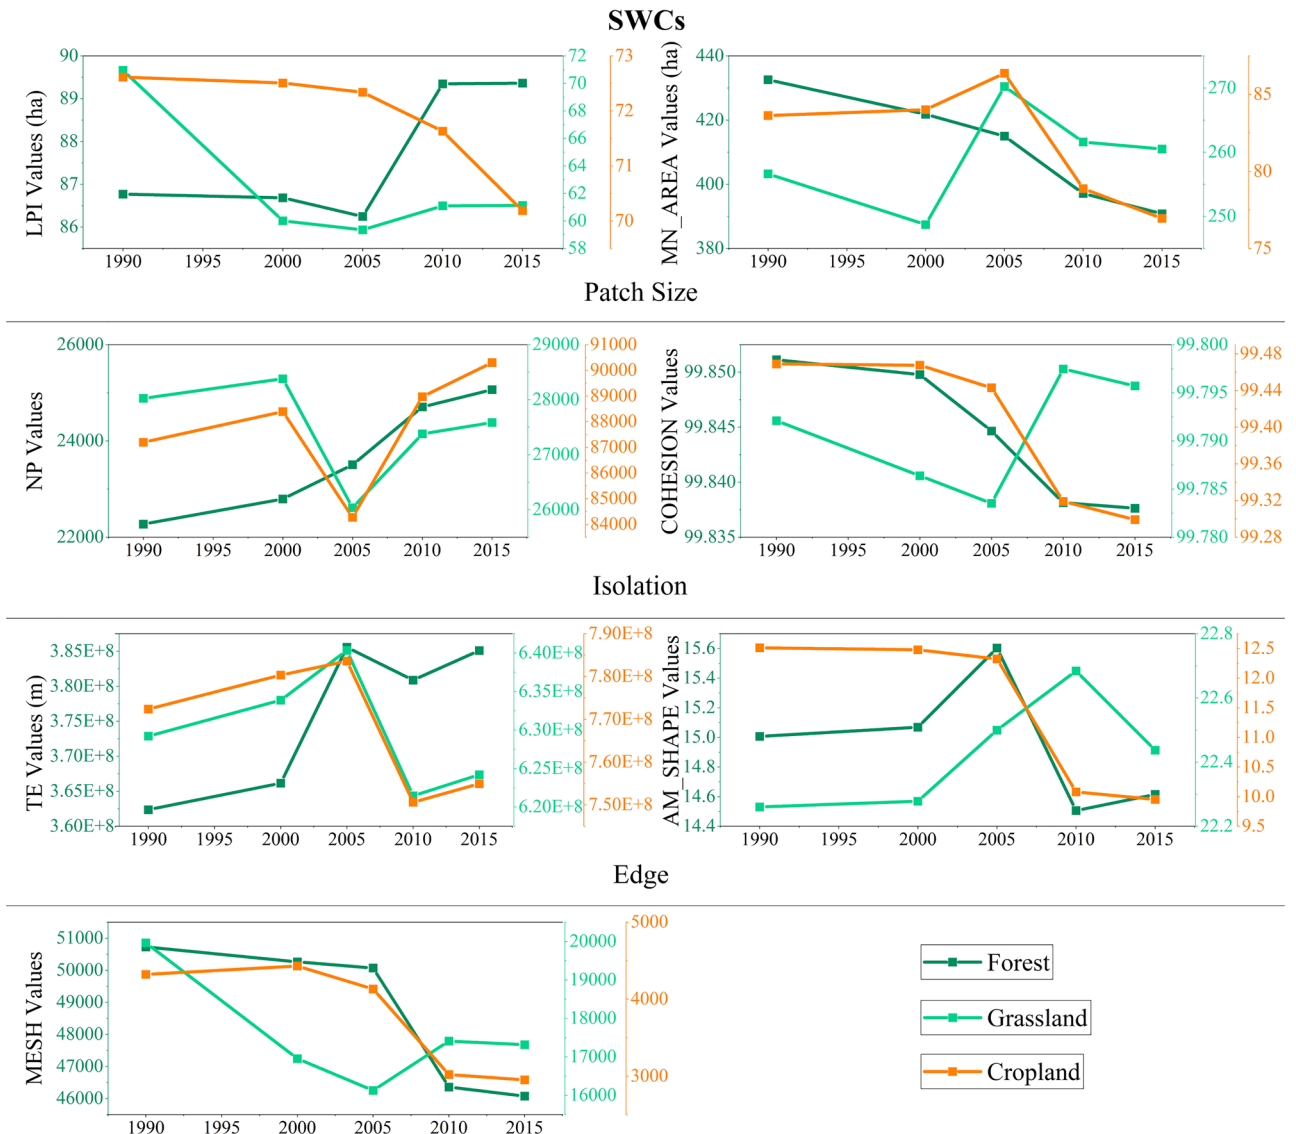 SWCs
LPI Values (ha)
90
89
88
87
86
72
70
68
66
64
62
60
58
73
72
71
70
1990 1995 2000 2005 2010 2015
MN_AREA Values (ha)
440
420
400
380
270
260
250
85
80
75
1990 1995 2000 2005 2010 2015
Patch Size
NP Values
26000
24000
22000
29000
28000
27000
26000
91000
90000
89000
88000
87000
86000
85000
84000
1990 1995 2000 2005 2010 2015
COHESION Values
99.850
99.845
99.840
99.835
99.800
99.795
99.790
99.785
99.780
99.48
99.44
99.40
99.36
99.32
99.28
1990 1995 2000 2005 2010 2015
Isolation
TE Values (m)
3.85E+8
3.80E+8
3.75E+8
3.70E+8
3.65E+8
3.60E+8
6.40E+8
6.35E+8
6.30E+8
6.25E+8
6.20E+8
7.90E+8
7.80E+8
7.70E+8
7.60E+8
7.50E+8
1990 1995 2000 2005 2010 2015
AM_SHAPE Values
15.6
15.4
15.2
15.0
14.8
14.6
14.4
22.8
22.6
22.4
22.2
12.5
12.0
11.5
11.0
10.5
10.0
9.5
1990 1995 2000 2005 2010 2015
Edge
MESH Values
51000
50000
49000
48000
47000
46000
20000
19000
18000
17000
16000
5000
4000
3000
1990 1995 2000 2005 2010 2015
Forest
Grassland
Cropland